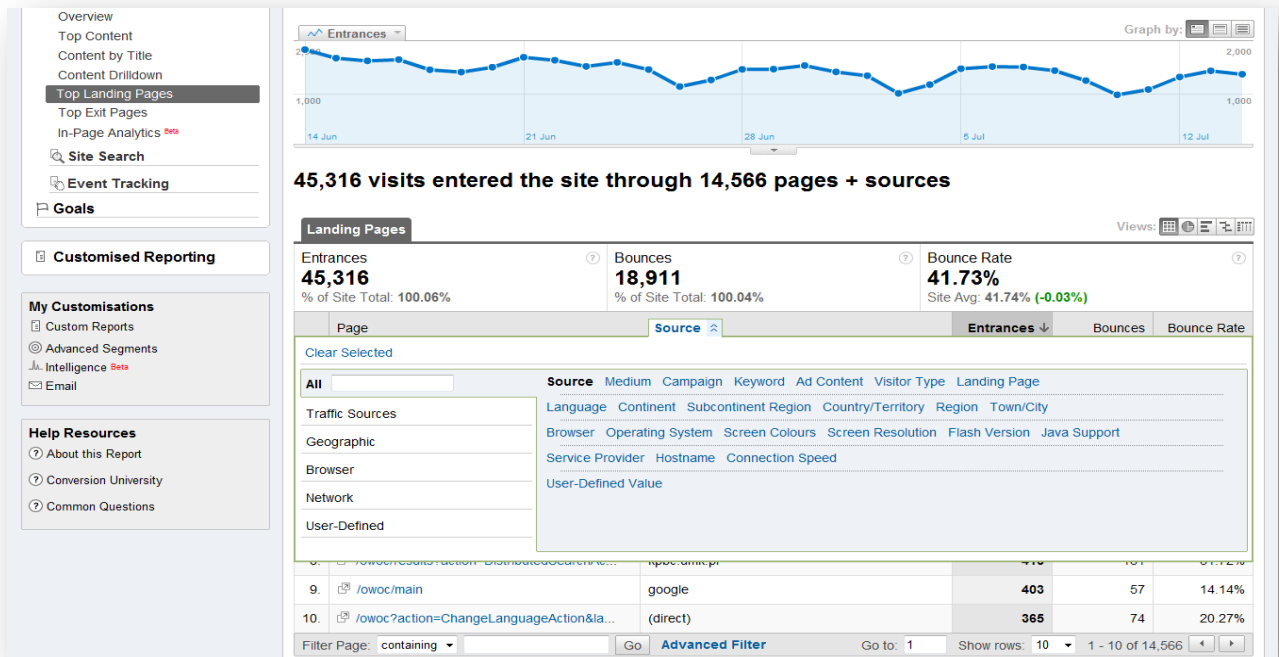 Overview
Top Content
Content by Title
Content Drilldown
Top Landing Pages
Top Exit Pages
In-Page Analytics Beta
Site Search
Event Tracking
Goals
Customised Reporting
My Customisations
Custom Reports
Advanced Segments
Intelligence Beta
Email
Help Resources
About this Report
Conversion University
Common Questions
Entrances
Graph by:
2,000
1,000
14 Jun 21 Jun 28 Jun 5 Jul 12 Jul
2,000
1,000
45,316 visits entered the site through 14,566 pages + sources
Landing Pages
Views:
Entrances
45,316
% of Site Total: 100.06%
Bounces
18,911
% of Site Total: 100.04%
Bounce Rate
41.73%
Site Avg: 41.74% (-0.03%)
Page Source Entrances Bounces Bounce Rate
Clear Selected
All
Traffic Sources
Geographic
Browser
Network
User-Defined
Source Medium Campaign Keyword Ad Content Visitor Type Landing Page
Language Continent Subcontinent Region Country/Territory Region Town/City
Browser Operating System Screen Colours Screen Resolution Flash Version Java Support
Service Provider Hostname Connection Speed
User-Defined Value
9. /owoc/main google 403 57 14.14%
10. /owoc?action=ChangeLanguageAction&la... (direct) 365 74 20.27%
Filter Page: containing Go Advanced Filter Go to: 1 Show rows: 10 1 - 10 of 14,566